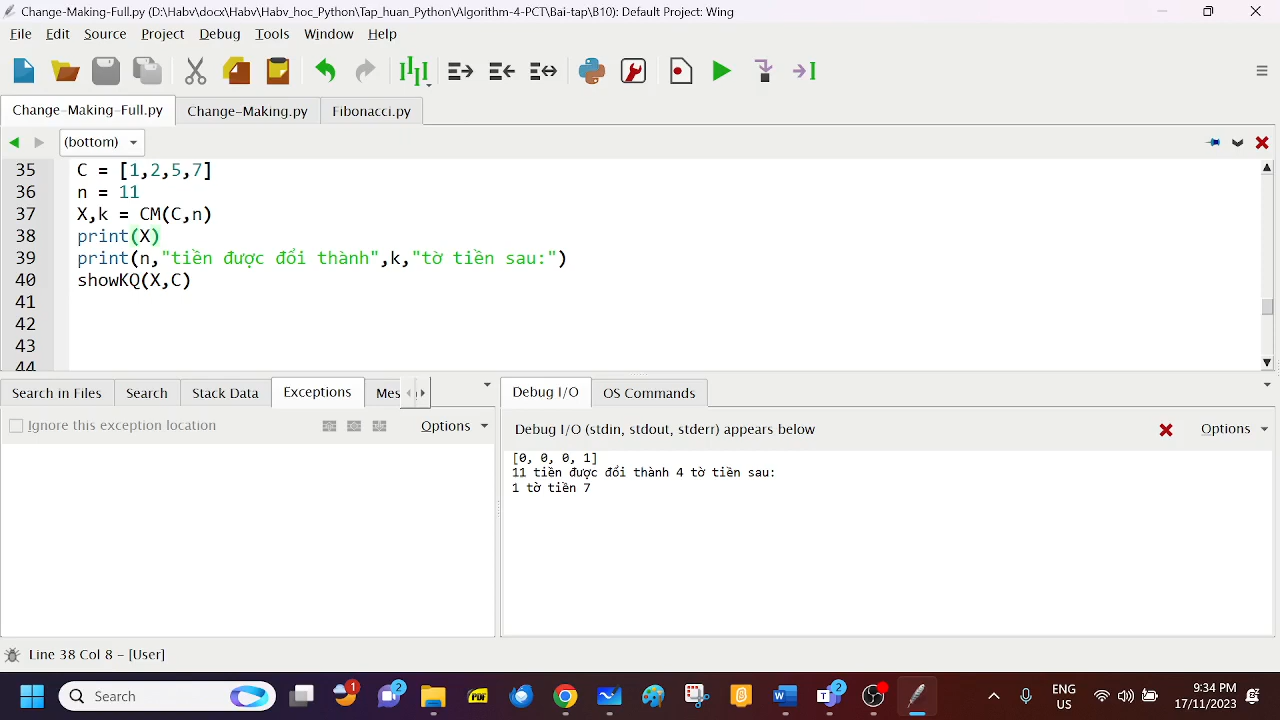 Change-Making-Full.py (D:\Habv\docx\Habv\Habv_hoc_Python\Tap_huan_Python\Algorithm-4-PCT\Bai-tap\B10): Default Project: Wing
File Edit Source Project Debug Tools Window Help
Change-Making-Full.py Change-Making.py Fibonacci.py
(bottom)
35 C = [1,2,5,7]
36 n = 11
37 X,k = CM(C,n)
38 print(X)
39 print(n,"tiền được đổi thành",k,"tờ tiền sau:")
40 showKQ(X,C)
41
42
43
44
Search in Files Search Stack Data Exceptions Mes Debug I/O OS Commands
Ignore this exception location Options Debug I/O (stdin, stdout, stderr) appears below Options
[0, 0, 0, 1]
11 tiền được đổi thành 4 tờ tiền sau:
1 tờ tiền 7
Line 38 Col 8 – [User]
Search 1 2 PDF 2 ENG US 9:34 PM 17/11/2023